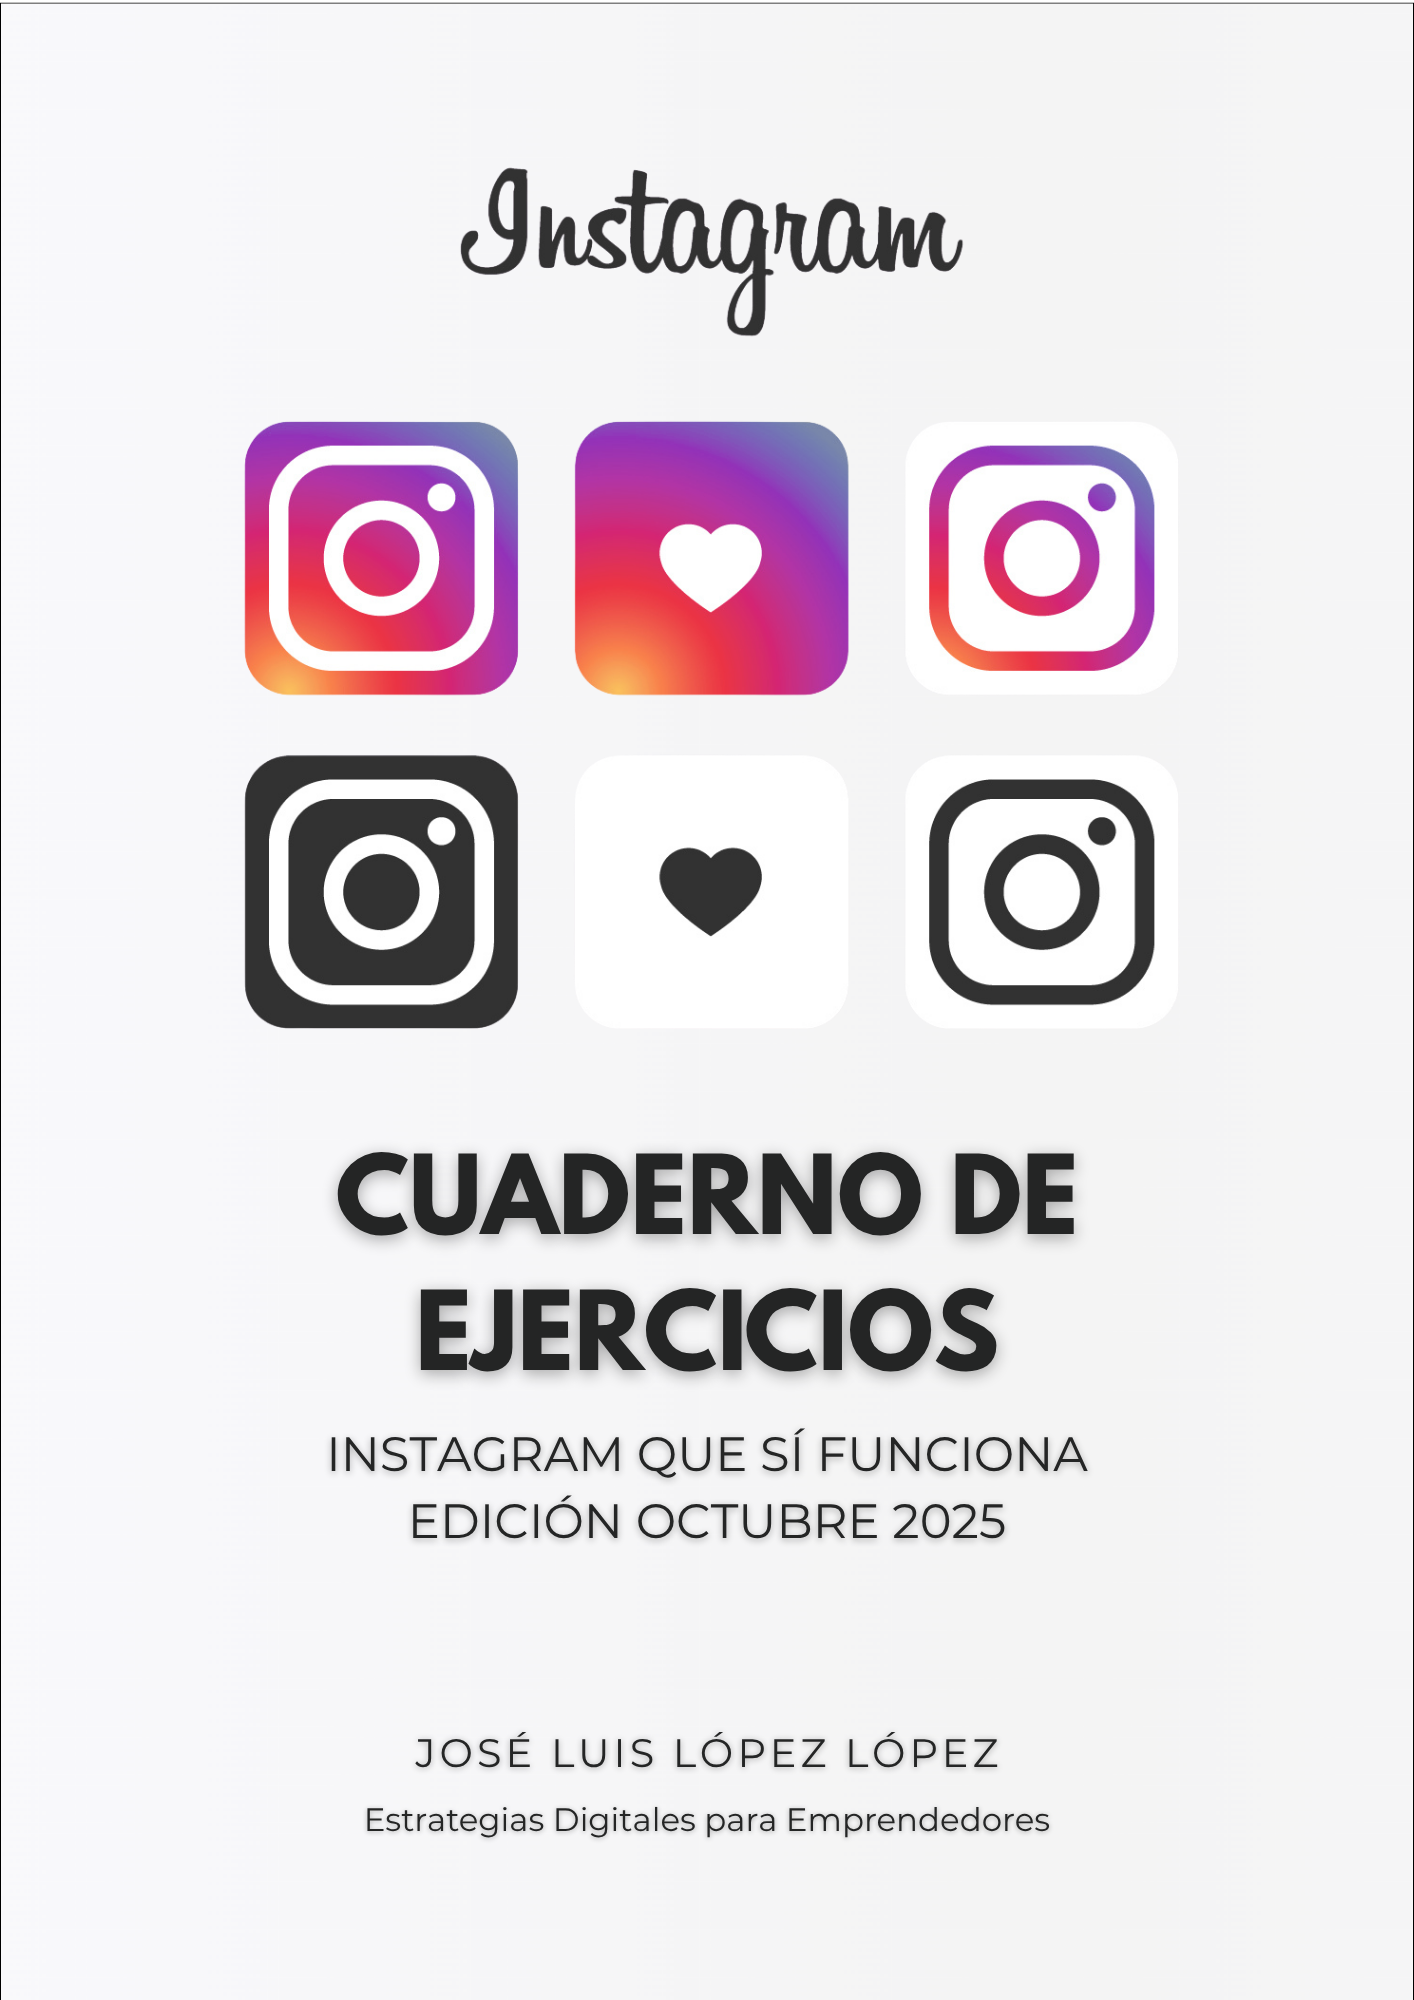 Instagram
CUADERNO DE
EJERCICIOS
INSTAGRAM QUE SÍ FUNCIONA
EDICIÓN OCTUBRE 2025
JOSÉ LUIS LÓPEZ LÓPEZ
Estrategias Digitales para Emprendedores